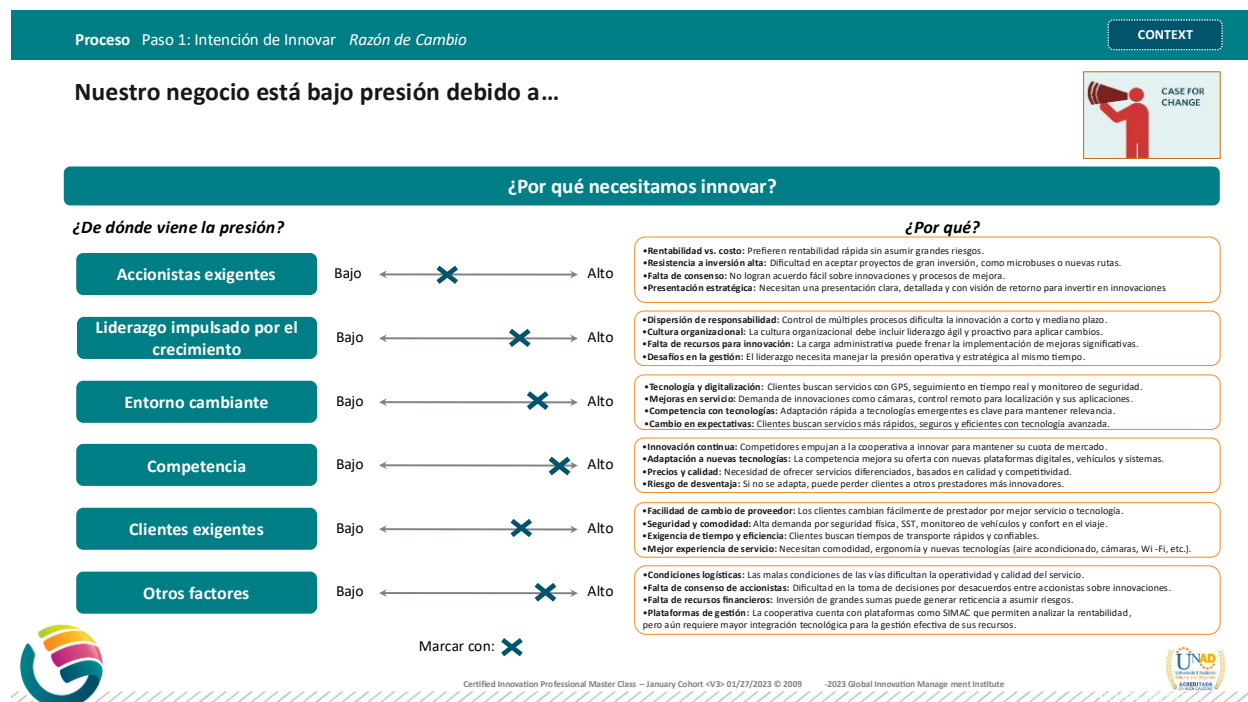 Proceso Paso 1: Intención de Innovar Razón de Cambio
CONTEXT
Nuestro negocio está bajo presión debido a…
CASE FOR
CHANGE
¿Por qué necesitamos innovar?
¿De dónde viene la presión?
¿Por qué?
Accionistas exigentes
Bajo
Alto
•Rentabilidad vs. costo: Prefieren rentabilidad rápida sin asumir grandes riesgos.
•Resistencia a inversión alta: Dificultad en aceptar proyectos de gran inversión, como microbuses o nuevas rutas.
•Falta de consenso: No logran acuerdo fácil sobre innovaciones y procesos de mejora.
•Presentación estratégica: Necesitan una presentación clara, detallada y con visión de retorno para invertir en innovaciones
Liderazgo impulsado por el
crecimiento
Bajo
Alto
•Dispersión de responsabilidad: Control de múltiples procesos dificulta la innovación a corto y mediano plazo.
•Cultura organizacional: La cultura organizacional debe incluir liderazgo ágil y proactivo para aplicar cambios.
•Falta de recursos para innovación: La carga administrativa puede frenar la implementación de mejoras significativas.
•Desafíos en la gestión: El liderazgo necesita manejar la presión operativa y estratégica al mismo tiempo.
Entorno cambiante
Bajo
Alto
•Tecnología y digitalización: Clientes buscan servicios con GPS, seguimiento en tiempo real y monitoreo de seguridad.
•Mejoras en servicio: Demanda de innovaciones como cámaras, control remoto para localización y sus aplicaciones.
•Competencia con tecnologías: Adaptación rápida a tecnologías emergentes es clave para mantener relevancia.
•Cambio en expectativas: Clientes buscan servicios más rápidos, seguros y eficientes con tecnología avanzada.
Competencia
Bajo
Alto
•Innovación continua: Competidores empujan a la cooperativa a innovar para mantener su cuota de mercado.
•Adaptación a nuevas tecnologías: La competencia mejora su oferta con nuevas plataformas digitales, vehículos y sistemas.
•Precios y calidad: Necesidad de ofrecer servicios diferenciados, basados en calidad y competitividad.
•Riesgo de desventaja: Si no se adapta, puede perder clientes a otros prestadores más innovadores.
Clientes exigentes
Bajo
Alto
•Facilidad de cambio de proveedor: Los clientes cambian fácilmente de prestador por mejor servicio o tecnología.
•Seguridad y comodidad: Alta demanda por seguridad física, SST, monitoreo de vehículos y confort en el viaje.
•Exigencia de tiempo y eficiencia: Clientes buscan tiempos de transporte rápidos y confiables.
•Mejor experiencia de servicio: Necesitan comodidad, ergonomía y nuevas tecnologías (aire acondicionado, cámaras, Wi -Fi, etc.).
Otros factores
Bajo
Alto
•Condiciones logísticas: Las malas condiciones de las vías dificultan la operatividad y calidad del servicio.
•Falta de consenso de accionistas: Dificultad en la toma de decisiones por desacuerdos entre accionistas sobre innovaciones.
•Falta de recursos financieros: Inversión de grandes sumas puede generar reticencia a asumir riesgos.
•Plataformas de gestión: La cooperativa cuenta con plataformas como SIMAC que permiten analizar la rentabilidad,
pero aún requiere mayor integración tecnológica para la gestión efectiva de sus recursos.
Marcar con:
Certified Innovation Professional Master Class – January Cohort <V3> 01/27/2023 © 2009 -2023 Global Innovation Manage ment Institute
UNAD
ACREDITADA
EN ALTA CALIDAD